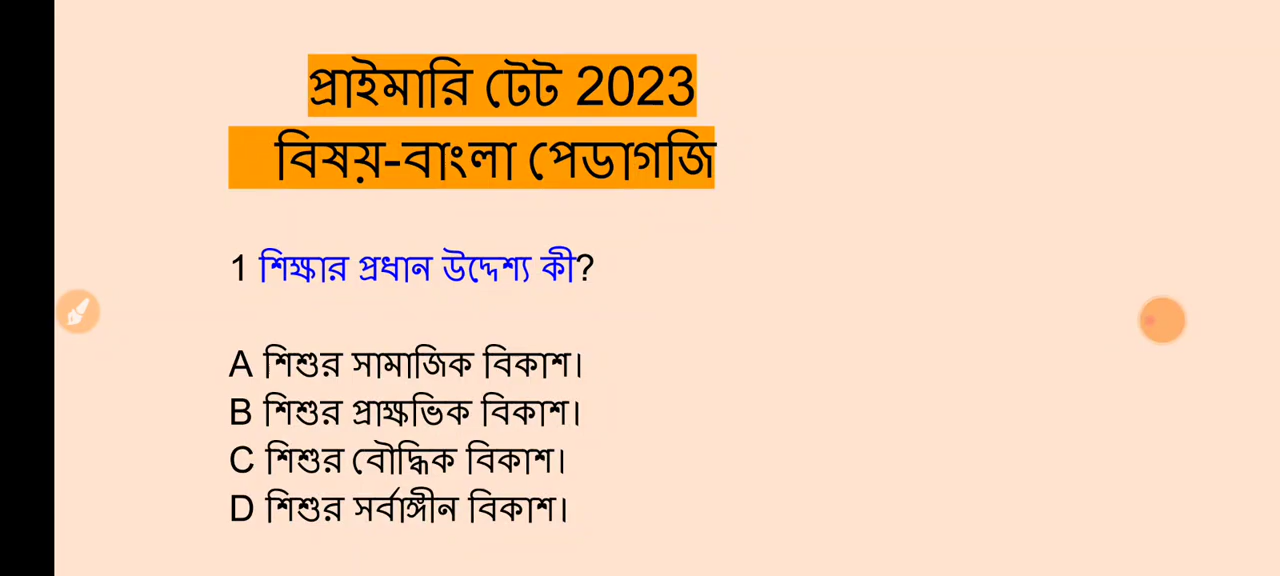 প্রাইমারি টেট 2023
বিষয়-বাংলা পেডাগজি
1 শিক্ষার প্রধান উদ্দেশ্য কী?
A শিশুর সামাজিক বিকাশ।
B শিশুর প্রাক্ষভিক বিকাশ।
C শিশুর বৌদ্ধিক বিকাশ।
D শিশুর সর্বাঙ্গীন বিকাশ।